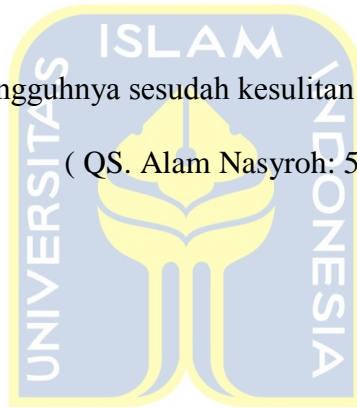 ISLAM
UNIVERSITAS
INDONESIA
ngguhnya sesudah kesulitan
( QS. Alam Nasyroh: 5